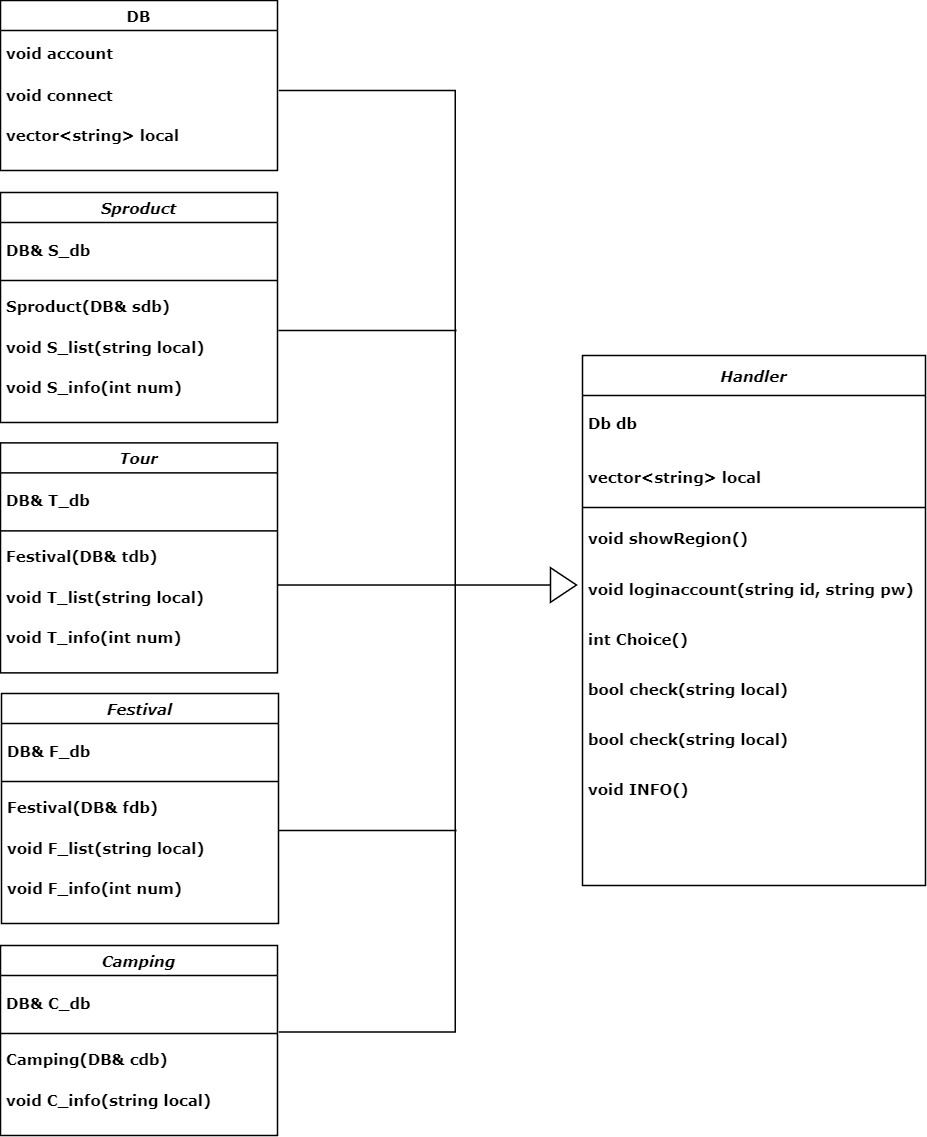 DB
void account
void connect
vector<string> local
Sproduct
DB& S_db
Sproduct(DB& sdb)
void S_list(string local)
void S_info(int num)
Tour
DB& T_db
Festival(DB& tdb)
void T_list(string local)
void T_info(int num)
Festival
DB& F_db
Festival(DB& fdb)
void F_list(string local)
void F_info(int num)
Camping
DB& C_db
Camping(DB& cdb)
void C_info(string local)
Handler
Db db
vector<string> local
void showRegion()
void loginaccount(string id, string pw)
int Choice()
bool check(string local)
bool check(string local)
void INFO()